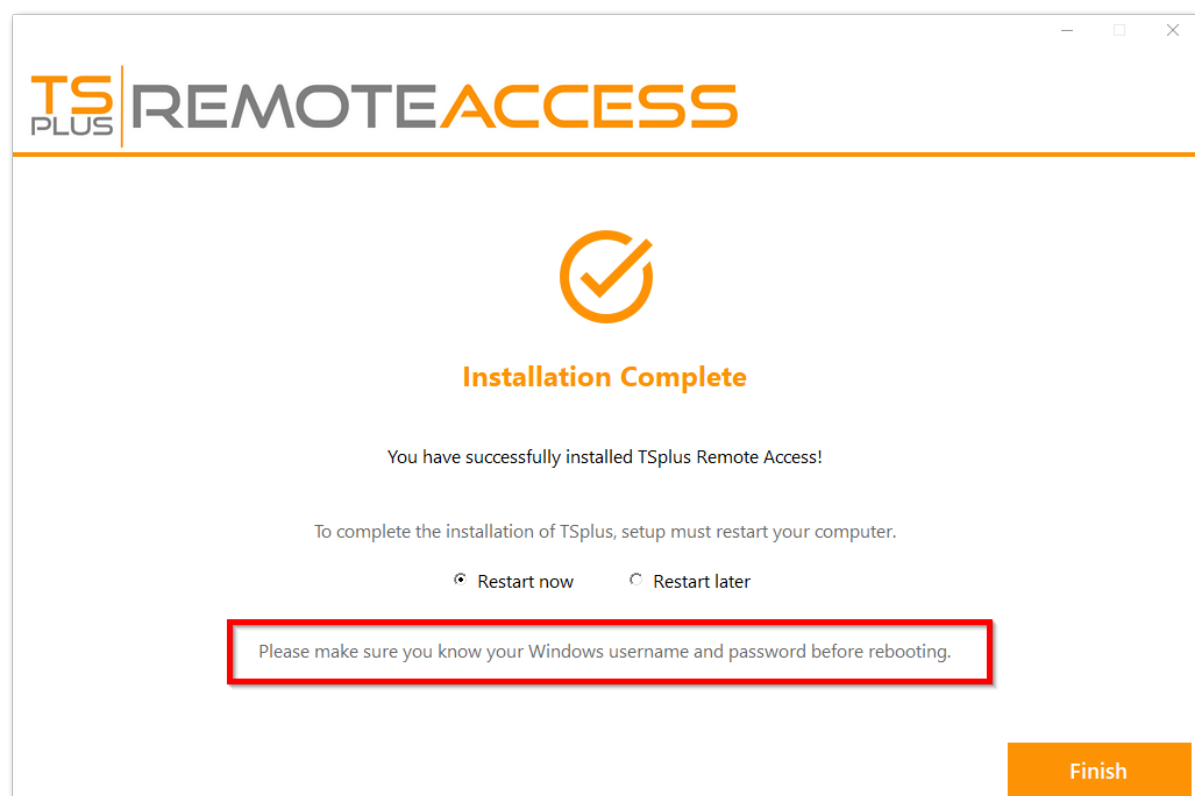 TS PLUS REMOTEACCESS
Installation Complete
You have successfully installed TSplus Remote Access!
To complete the installation of TSplus, setup must restart your computer.
Restart now Restart later
Please make sure you know your Windows username and password before rebooting.
Finish